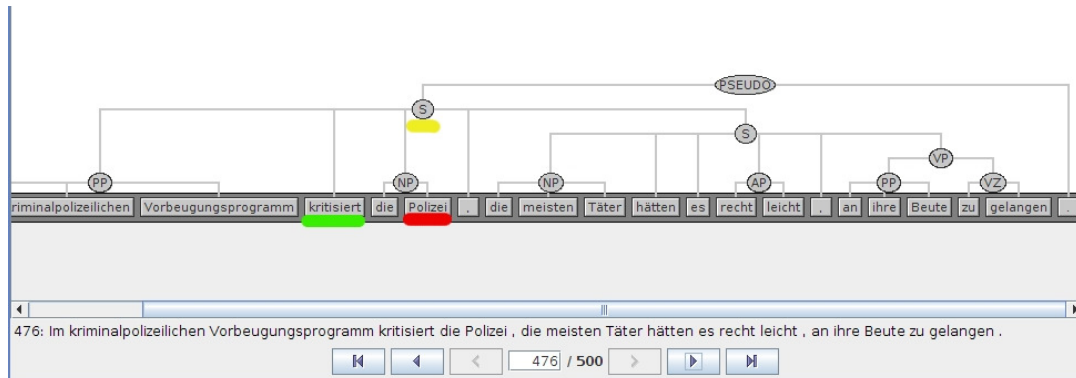 PSEUDO
S
S
VP
PP NP NP AP PP VZ
riminalpolizeilichen Vorbeugungsprogramm kritisiert die Polizei , die meisten Täter hätten es recht leicht , an ihre Beute zu gelangen .
476: Im kriminalpolizeilichen Vorbeugungsprogramm kritisiert die Polizei , die meisten Täter hätten es recht leicht , an ihre Beute zu gelangen .
476 / 500